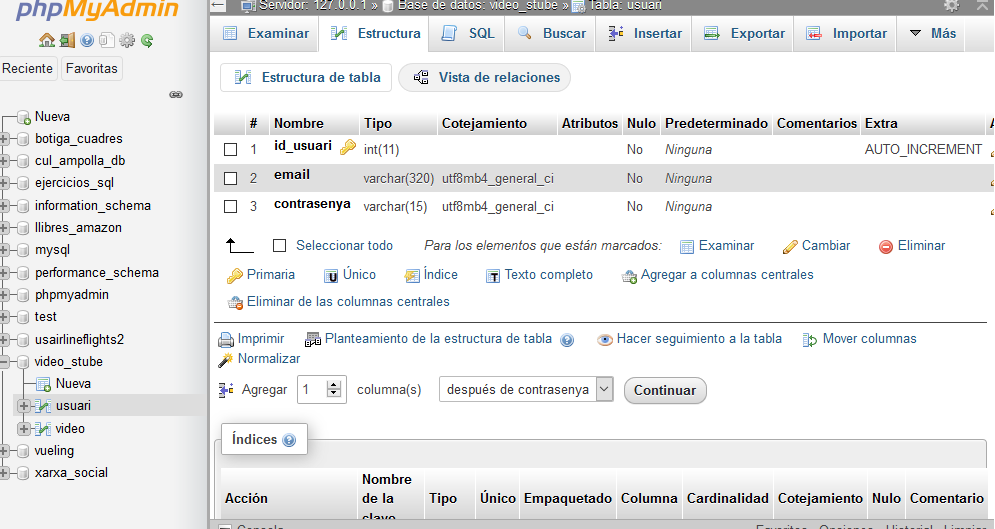 phpMyAdmin
Reciente Favoritas
Nueva
botiga_cuadres
cul_ampolla_db
ejercicios_sql
information_schema
llibres_amazon
mysql
performance_schema
phpmyadmin
test
usairlineflights2
video_stube
Nueva
usuari
video
vueling
xarxa_social
Servidor: 127.0.0.1 » Base de datos: video_stube » Tabla: usuari
Examinar Estructura SQL Buscar Insertar Exportar Importar Más
Estructura de tabla Vista de relaciones
# Nombre Tipo Cotejamiento Atributos Nulo Predeterminado Comentarios Extra
1 id_usuari int(11) No Ninguna AUTO_INCREMENT
2 email varchar(320) utf8mb4_general_ci No Ninguna
3 contrasenya varchar(15) utf8mb4_general_ci No Ninguna
Seleccionar todo Para los elementos que están marcados: Examinar Cambiar Eliminar
Primaria Único Índice Texto completo Agregar a columnas centrales
Eliminar de las columnas centrales
Imprimir Planteamiento de la estructura de tabla Hacer seguimiento a la tabla Mover columnas
Normalizar
Agregar 1 columna(s) después de contrasenya Continuar
Índices
Acción Nombre de la clave Tipo Único Empaquetado Columna Cardinalidad Cotejamiento Nulo Comentario
Consola Favoritos Opciones Historial Limpiar